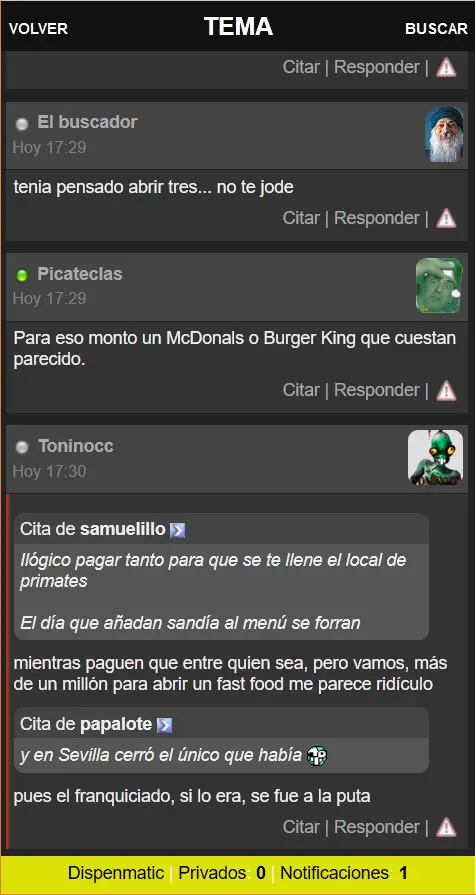 VOLVER TEMA BUSCAR
Citar | Responder |
El buscador
Hoy 17:29
tenia pensado abrir tres... no te jode
Citar | Responder |
Picateclas
Hoy 17:29
Para eso monto un McDonals o Burger King que cuestan
parecido.
Citar | Responder |
Toninocc
Hoy 17:30
Cita de samuelillo
Ilógico pagar tanto para que se te llene el local de
primates
El día que añadan sandía al menú se forran
mientras paguen que entre quien sea, pero vamos, más
de un millón para abrir un fast food me parece ridículo
Cita de papalote
y en Sevilla cerró el único que había
pues el franquiciado, si lo era, se fue a la puta
Citar | Responder |
Dispenmatic | Privados: 0 | Notificaciones: 1